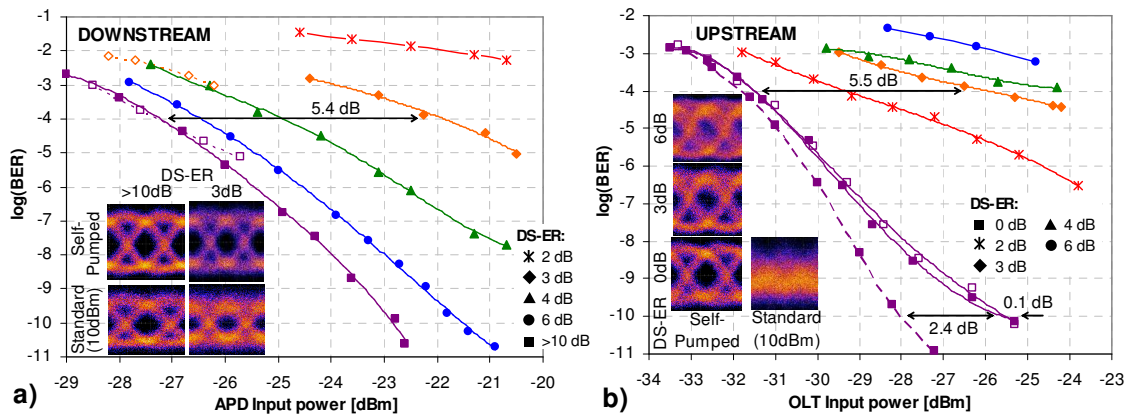 DOWNSTREAM
5.4 dB
DS-ER
>10dB 3dB
Self-
Pumped
Standard
(10dBm)
DS-ER:
2 dB
3 dB
4 dB
6 dB
>10 dB
log(BER)
-1
-2
-3
-4
-5
-6
-7
-8
-9
-10
-11
-29 -28 -27 -26 -25 -24 -23 -22 -21 -20
APD Input power [dBm]
a)
UPSTREAM
5.5 dB
6dB
3dB
0dB
DS-ER
Self-
Pumped
Standard
(10dBm)
DS-ER:
0 dB
2 dB
3 dB
4 dB
6 dB
0.1 dB
2.4 dB
log(BER)
-2
-3
-4
-5
-6
-7
-8
-9
-10
-11
-34 -33 -32 -31 -30 -29 -28 -27 -26 -25 -24 -23
OLT Input power [dBm]
b)